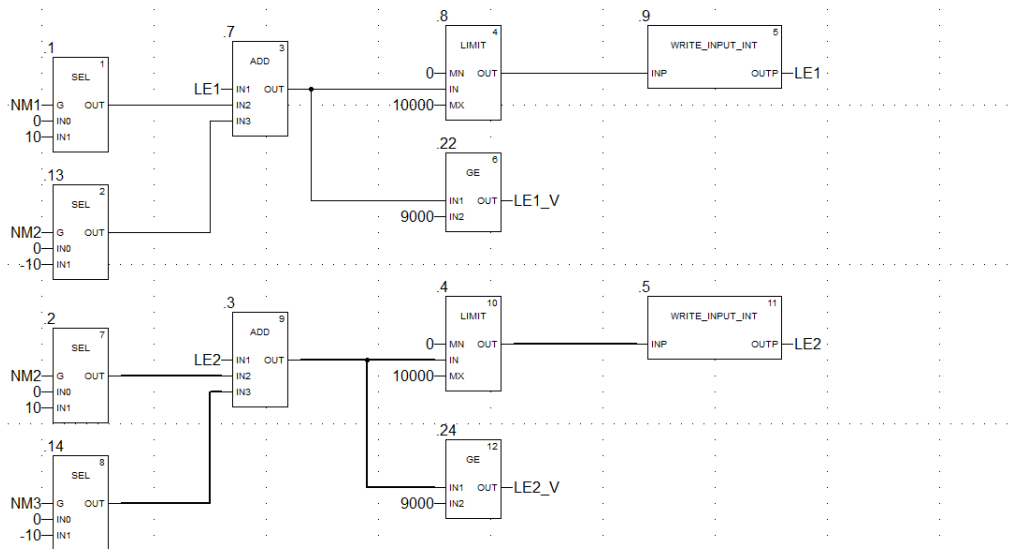 .1
1
SEL
NM1 G OUT
0 IN0
10 IN1
.13
2
SEL
NM2 G OUT
0 IN0
-10 IN1
.7
3
ADD
LE1 IN1 OUT
IN2
IN3
.8
4
LIMIT
0 MN OUT
IN
10000 MX
.9
5
WRITE_INPUT_INT
INP OUTP LE1
.22
6
GE
IN1 OUT LE1_V
9000 IN2
.2
7
SEL
NM2 G OUT
0 IN0
10 IN1
.14
8
SEL
NM3 G OUT
0 IN0
-10 IN1
.3
9
ADD
LE2 IN1 OUT
IN2
IN3
.4
10
LIMIT
0 MN OUT
IN
10000 MX
.5
11
WRITE_INPUT_INT
INP OUTP LE2
.24
12
GE
IN1 OUT LE2_V
9000 IN2